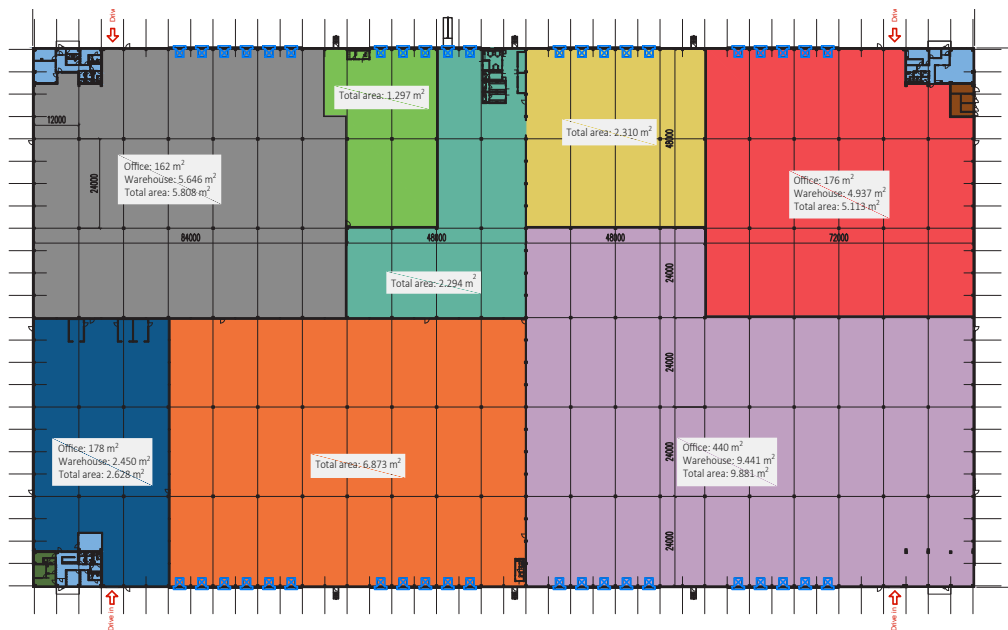 Drive
Drive in
Total area: 1.297 m²
12000
Total area: 2.310 m²
48000
Office: 162 m²
Warehouse: 5.646 m²
Total area: 5.808 m²
24000
Office: 176 m²
Warehouse: 4.937 m²
Total area: 5.113 m²
84000
48000
48000
72000
24000
Total area: 2.294 m²
24000
Office: 178 m²
Warehouse: 2.450 m²
Total area: 2.628 m²
Total area: 6.873 m²
Office: 440 m²
Warehouse: 9.441 m²
Total area: 9.881 m²
24000
24000
Drive in
Drive in